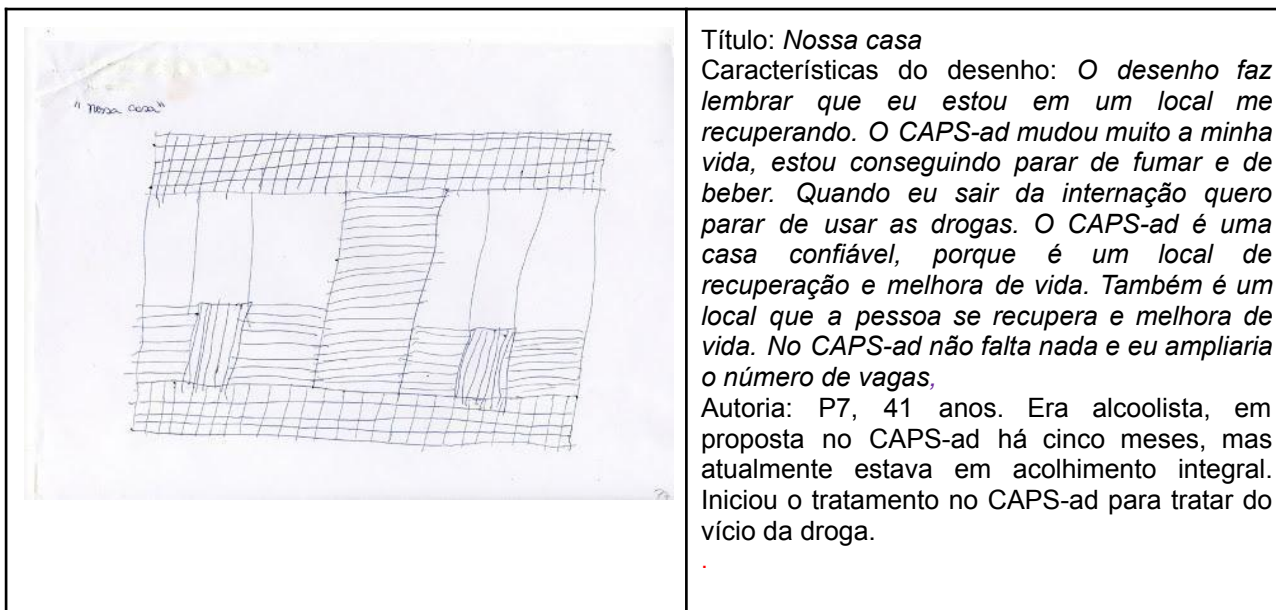 "nossa casa"
P7
Título: Nossa casa
Características do desenho: O desenho faz
lembrar que eu estou em um local me
recuperando. O CAPS-ad mudou muito a minha
vida, estou conseguindo parar de fumar e de
beber. Quando eu sair da internação quero
parar de usar as drogas. O CAPS-ad é uma
casa confiável, porque é um local de
recuperação e melhora de vida. Também é um
local que a pessoa se recupera e melhora de
vida. No CAPS-ad não falta nada e eu ampliaria
o número de vagas,
Autoria: P7, 41 anos. Era alcoolista, em
proposta no CAPS-ad há cinco meses, mas
atualmente estava em acolhimento integral.
Iniciou o tratamento no CAPS-ad para tratar do
vício da droga.
.